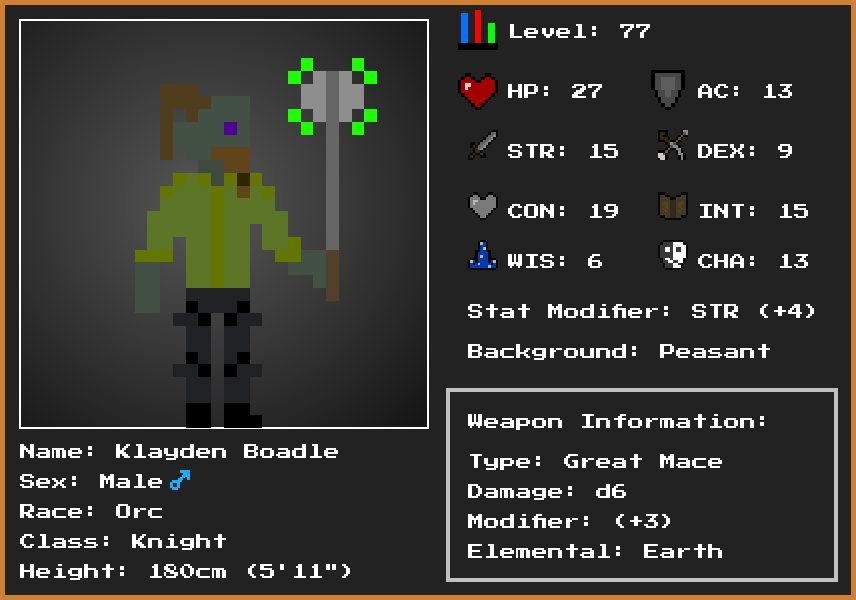 Level: 77
HP: 27 AC: 13
STR: 15 DEX: 9
CON: 19 INT: 15
WIS: 6 CHA: 13
Stat Modifier: STR (+4)
Background: Peasant
Weapon Information:
Type: Great Mace
Damage: d6
Modifier: (+3)
Elemental: Earth
Name: Klayden Boadle
Sex: Male ♂
Race: Orc
Class: Knight
Height: 180cm (5'11")